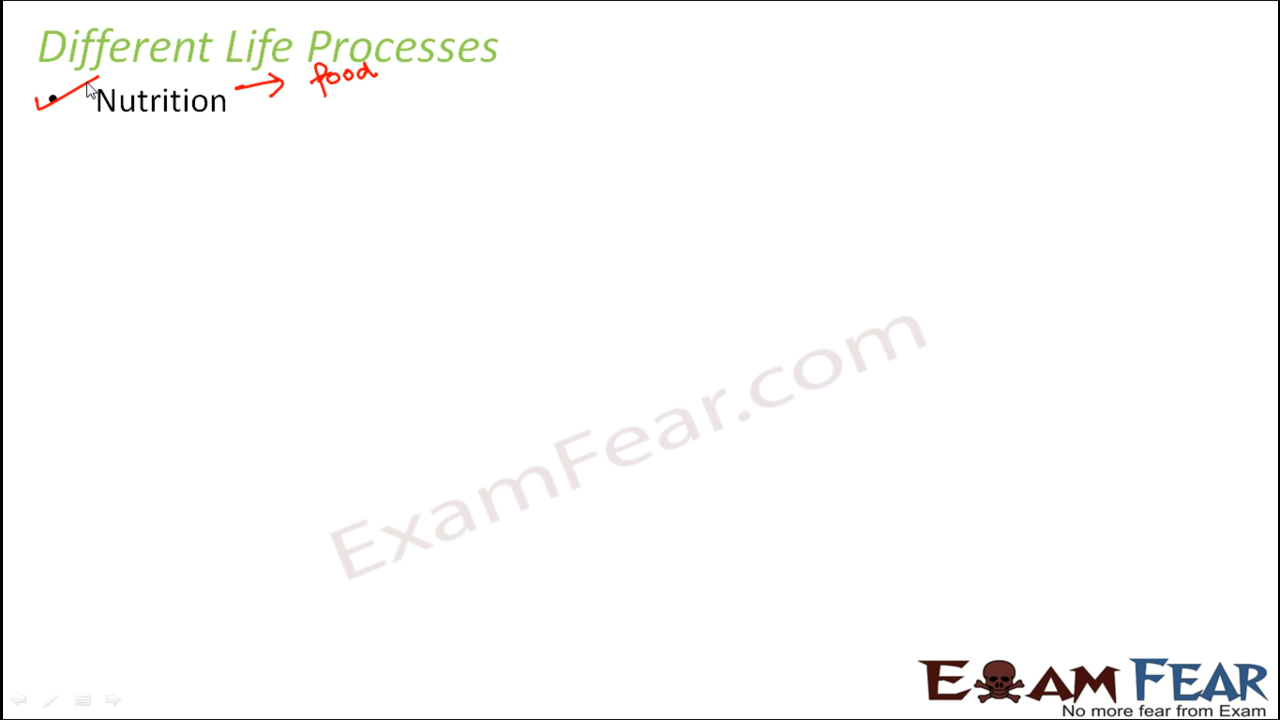 Different Life Processes
• Nutrition → food
ExamFear.com
EXAM FEAR
No more fear from Exam